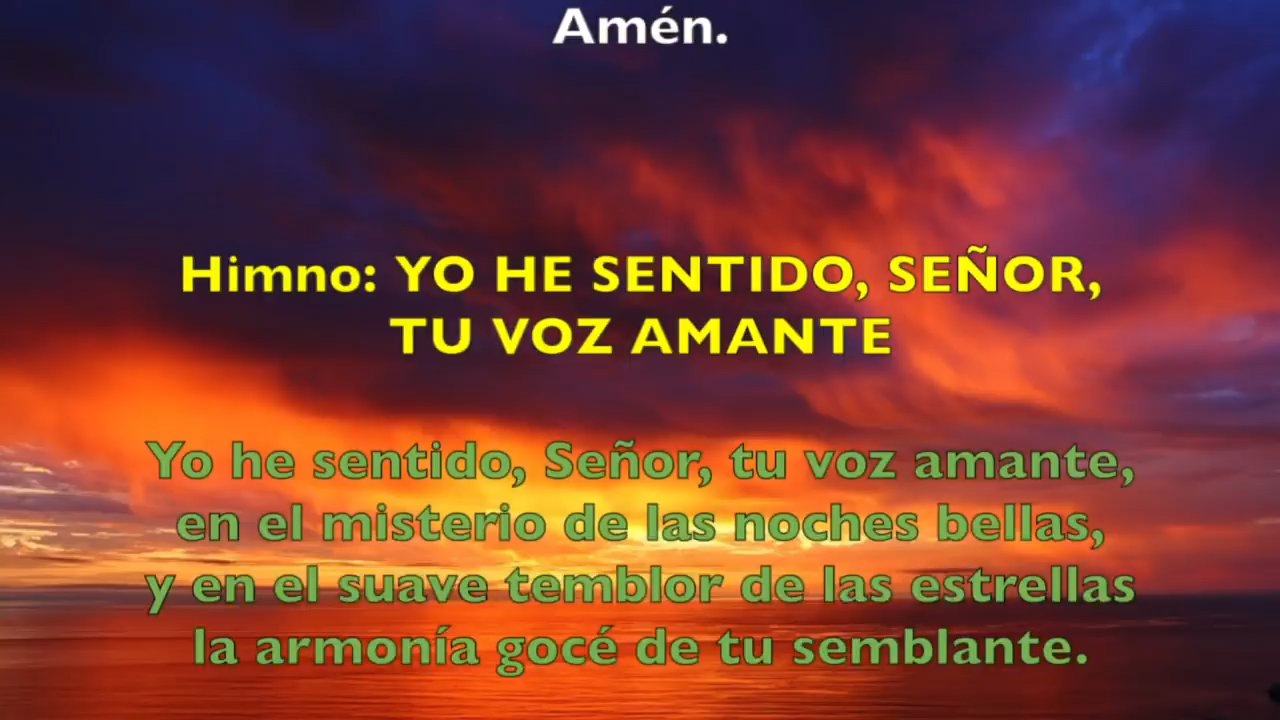 Amén.
Himno: YO HE SENTIDO, SEÑOR,
TU VOZ AMANTE
Yo he sentido, Señor, tu voz amante,
en el misterio de las noches bellas,
y en el suave temblor de las estrellas
la armonía gocé de tu semblante.